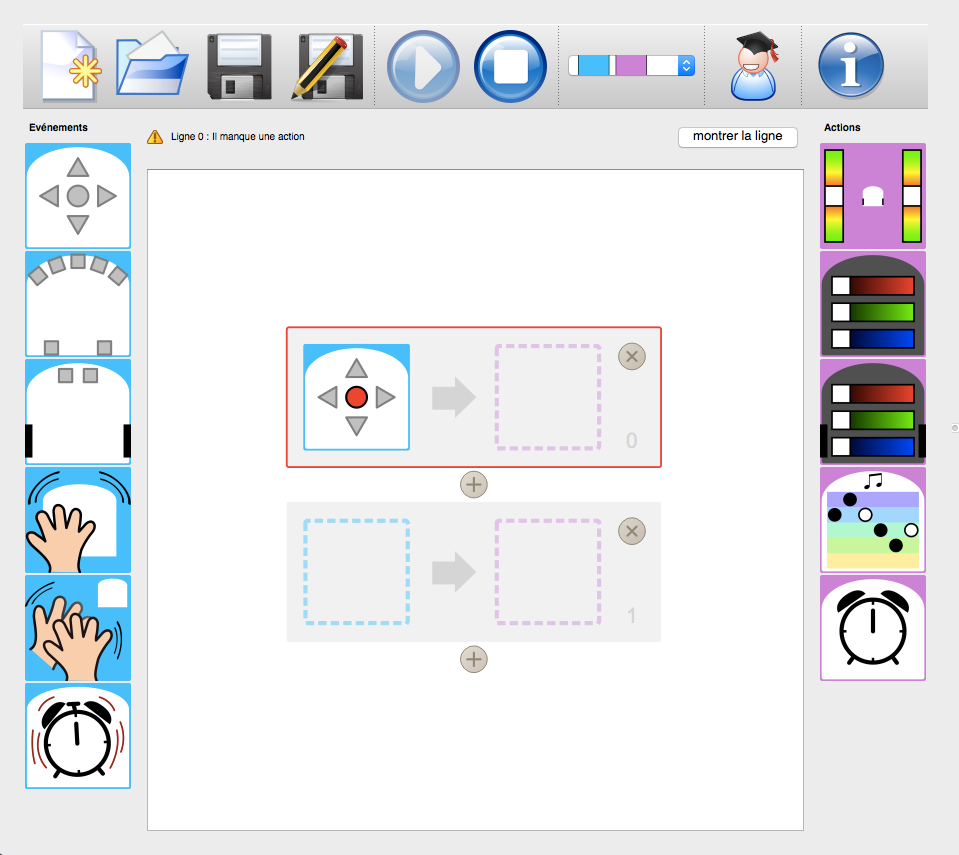 Evénements
Ligne 0 : Il manque une action
montrer la ligne
Actions
0
1